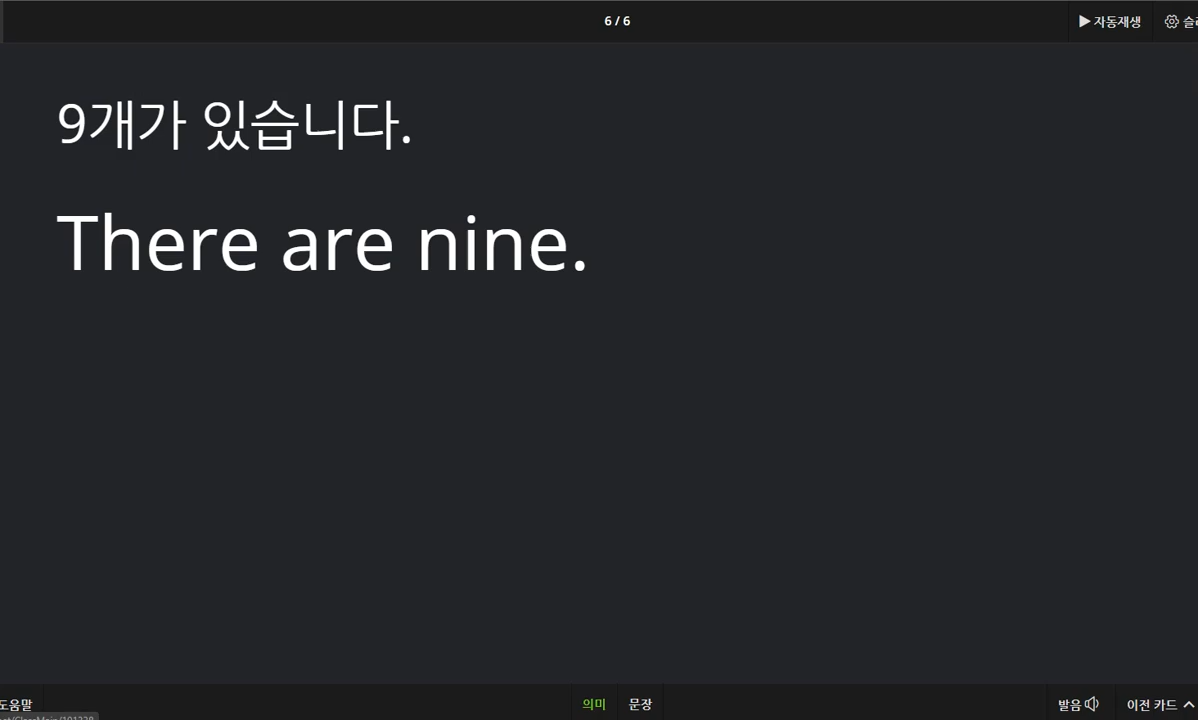 6 / 6
▶ 자동재생
9개가 있습니다.
There are nine.
도움말
의미
문장
발음
이전 카드